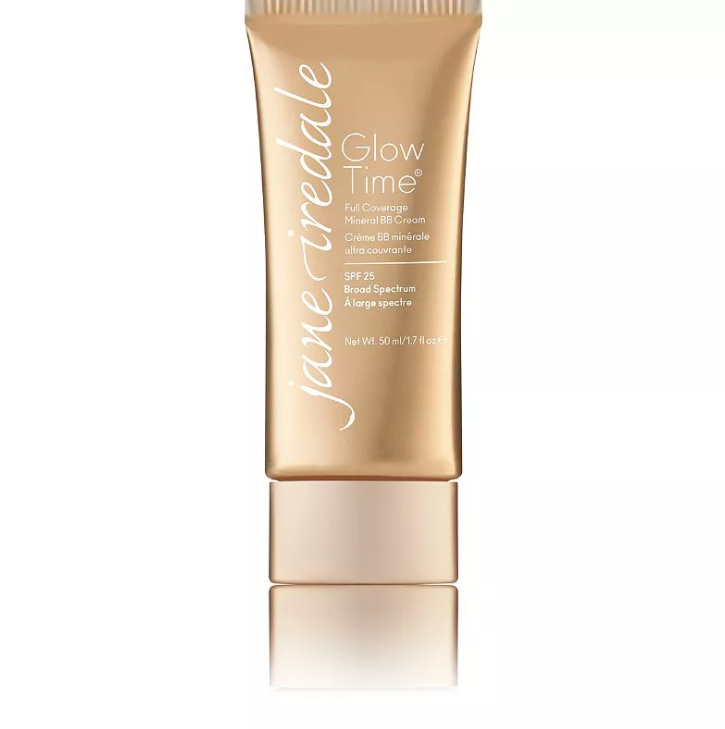 jane iredale
Glow
Time®
Full Coverage
Mineral BB Cream
Crème BB minérale
ultra couvrante
SPF 25
Broad Spectrum
À large spectre
Net Wt. 50 ml/1.7 fl oz ℮